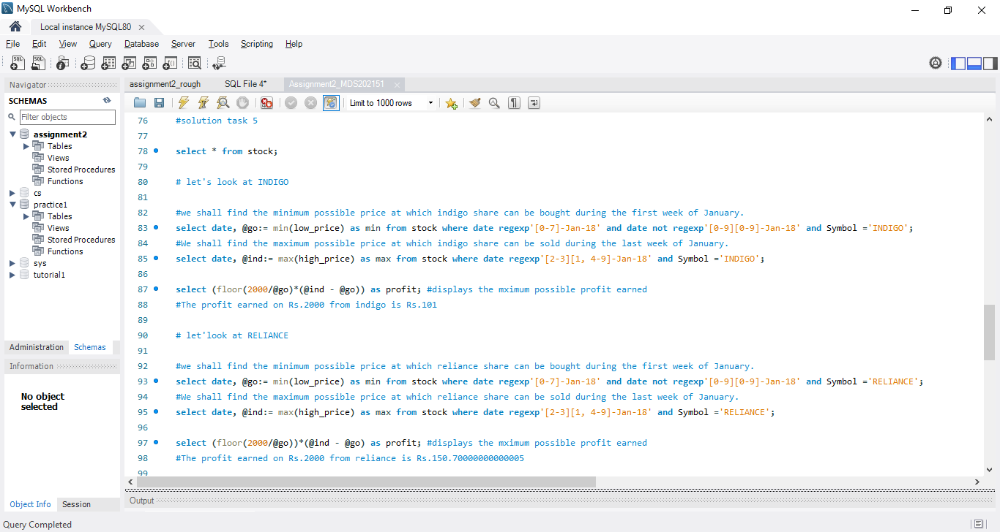 MySQL Workbench
Local instance MySQL80
File Edit View Query Database Server Tools Scripting Help
Navigator
SCHEMAS
Filter objects
assignment2
Tables
Views
Stored Procedures
Functions
cs
practice1
Tables
Views
Stored Procedures
Functions
sys
tutorial1
Administration Schemas
Information
No object
selected
Object Info Session
assignment2_rough SQL File 4* Assignment2_MDS202151
Limit to 1000 rows
76 #solution task 5
77
78 select * from stock;
79
80 # let's look at INDIGO
81
82 #we shall find the minimum possible price at which indigo share can be bought during the first week of January.
83 select date, @go:= min(low_price) as min from stock where date regexp'[0-7]-Jan-18' and date not regexp'[0-9][0-9]-Jan-18' and Symbol ='INDIGO';
84 #We shall find the maximum possible price at which indigo share can be sold during the last week of January.
85 select date, @ind:= max(high_price) as max from stock where date regexp'[2-3][1, 4-9]-Jan-18' and Symbol ='INDIGO';
86
87 select (floor(2000/@go)*(@ind - @go)) as profit; #displays the mximum possible profit earned
88 #The profit earned on Rs.2000 from indigo is Rs.101
89
90 # let'look at RELIANCE
91
92 #we shall find the minimum possible price at which reliance share can be bought during the first week of January.
93 select date, @go:= min(low_price) as min from stock where date regexp'[0-7]-Jan-18' and date not regexp'[0-9][0-9]-Jan-18' and Symbol ='RELIANCE';
94 #We shall find the maximum possible price at which reliance share can be sold during the last week of January.
95 select date, @ind:= max(high_price) as max from stock where date regexp'[2-3][1, 4-9]-Jan-18' and Symbol ='RELIANCE';
96
97 select (floor(2000/@go))*(@ind - @go) as profit; #displays the mximum possible profit earned
98 #The profit earned on Rs.2000 from reliance is Rs.150.70000000000005
99
Output
Query Completed